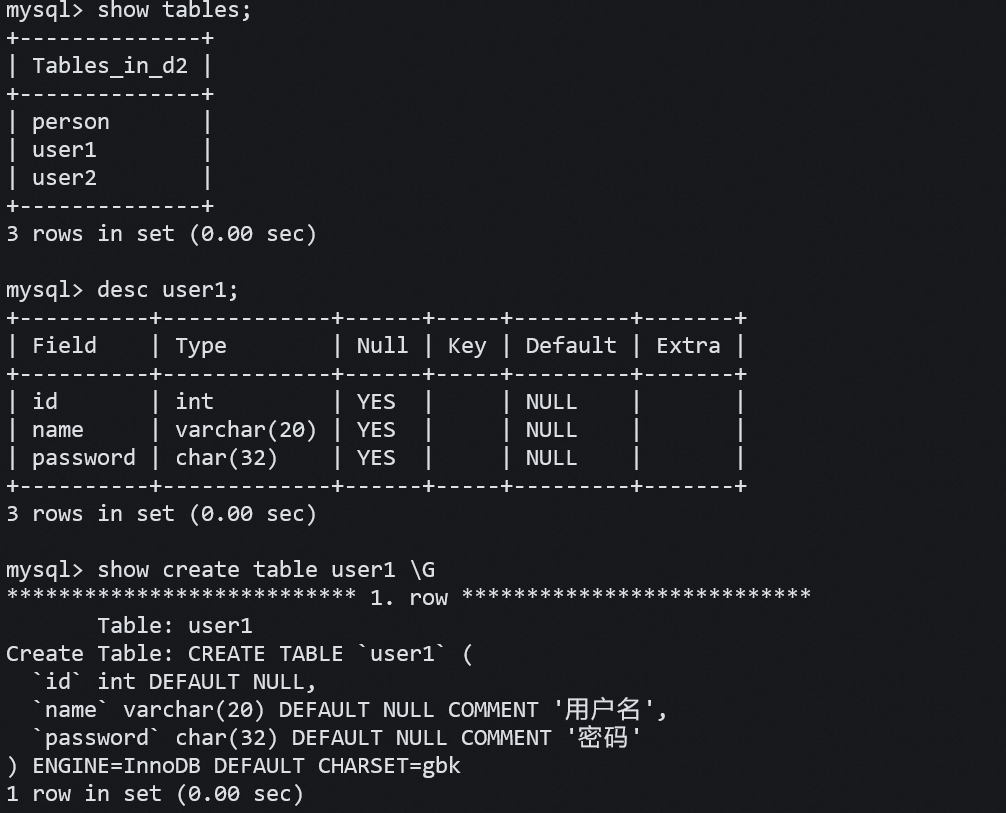 mysql> show tables;
+--------------+
| Tables_in_d2 |
+--------------+
| person       |
| user1        |
| user2        |
+--------------+
3 rows in set (0.00 sec)

mysql> desc user1;
+----------+-------------+------+-----+---------+-------+
| Field    | Type        | Null | Key | Default | Extra |
+----------+-------------+------+-----+---------+-------+
| id       | int         | YES  |     | NULL    |       |
| name     | varchar(20) | YES  |     | NULL    |       |
| password | char(32)    | YES  |     | NULL    |       |
+----------+-------------+------+-----+---------+-------+
3 rows in set (0.00 sec)

mysql> show create table user1 \G
*************************** 1. row ***************************
       Table: user1
Create Table: CREATE TABLE `user1` (
  `id` int DEFAULT NULL,
  `name` varchar(20) DEFAULT NULL COMMENT '用户名',
  `password` char(32) DEFAULT NULL COMMENT '密码'
) ENGINE=InnoDB DEFAULT CHARSET=gbk
1 row in set (0.00 sec)